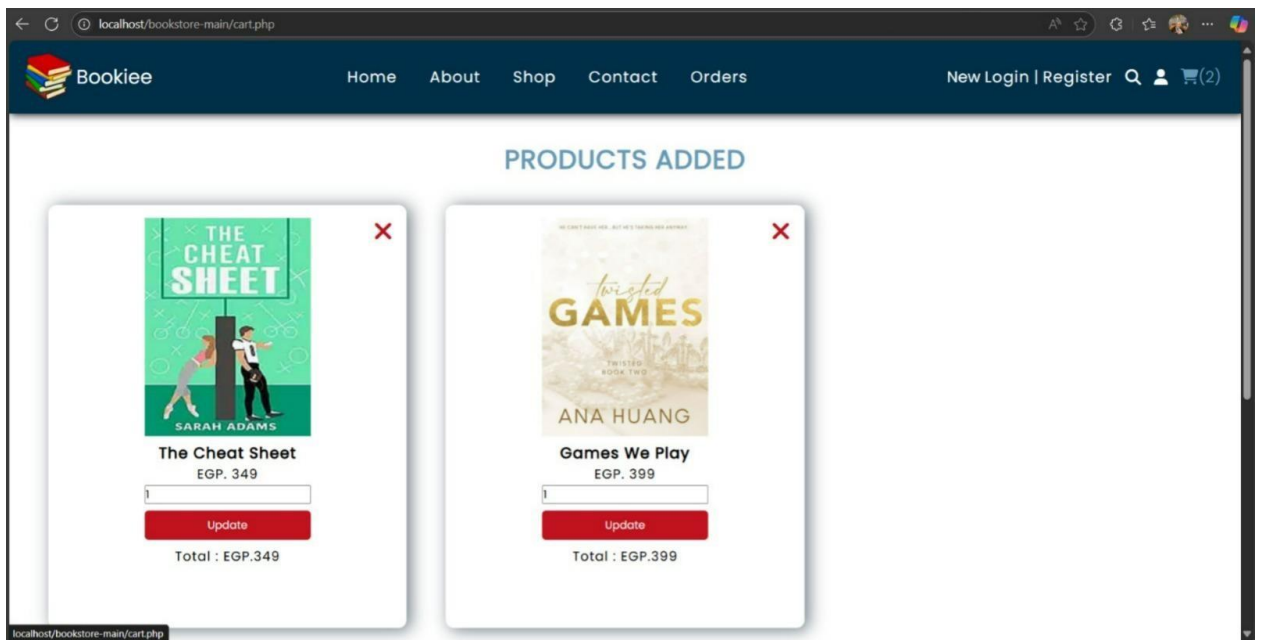 localhost/bookstore-main/cart.php
Bookiee
Home About Shop Contact Orders
New Login | Register (2)
PRODUCTS ADDED
THE
CHEAT
SHEET
SARAH ADAMS
The Cheat Sheet
EGP. 349
1
Update
Total : EGP.349
twisted
GAMES
TWISTED
BOOK TWO
ANA HUANG
Games We Play
EGP. 399
1
Update
Total : EGP.399
localhost/bookstore-main/cart.php